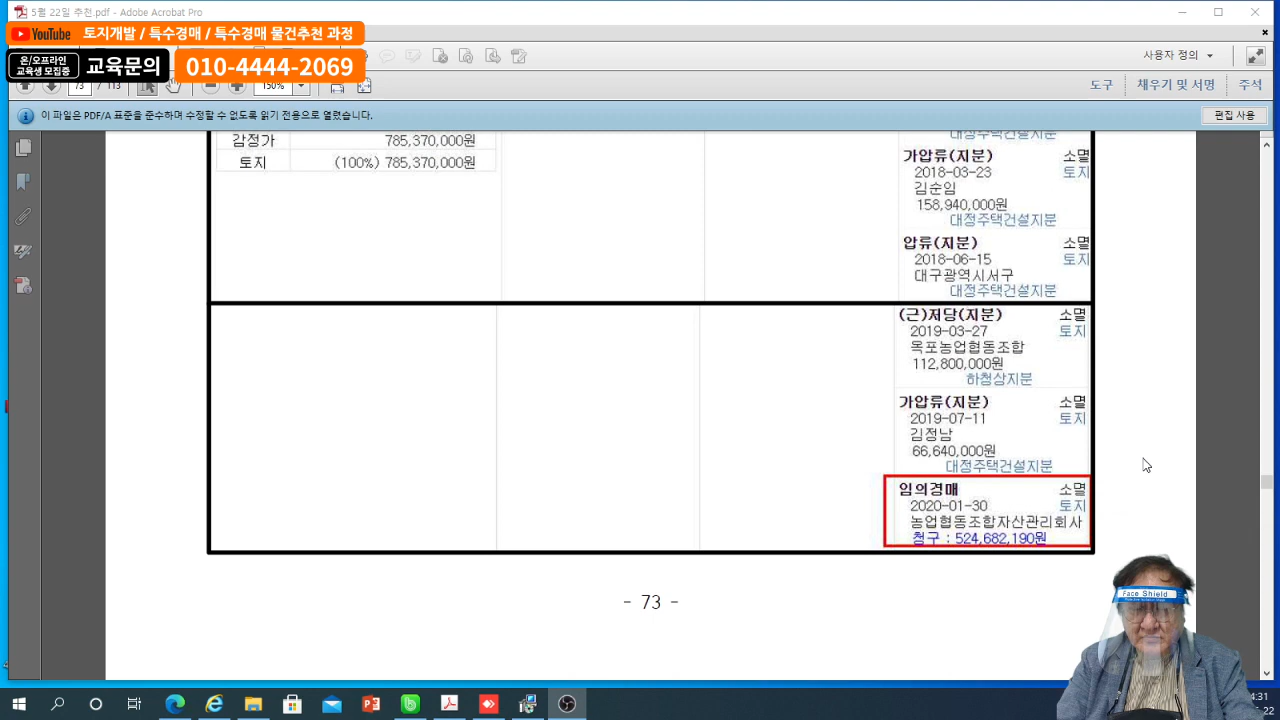 5월 22일 추천.pdf - Adobe Acrobat Pro
YouTube 토지개발 / 특수경매 / 특수경매 물건추천 과정
온/오프라인
교육생 모집중
교육문의
010-4444-2069
사용자 정의
73 / 113
150%
도구
채우기 및 서명
주석
이 파일은 PDF/A 표준을 준수하며 수정할 수 없도록 읽기 전용으로 열렸습니다.
편집 사용
감정가 785,370,000원
토지 (100%) 785,370,000원
대정주택건설지분
가압류(지분) 소멸
2018-03-23 토지
김순임
158,940,000원
대정주택건설지분
압류(지분) 소멸
2018-06-15 토지
대구광역시서구
대정주택건설지분
(근)저당(지분) 소멸
2019-03-27 토지
목포농업협동조합
112,800,000원
하청상지분
가압류(지분) 소멸
2019-07-11 토지
김정남
66,640,000원
대정주택건설지분
임의경매 소멸
2020-01-30 토지
농업협동조합자산관리회사
청구 : 524,682,190원
- 73 -
Face Shield